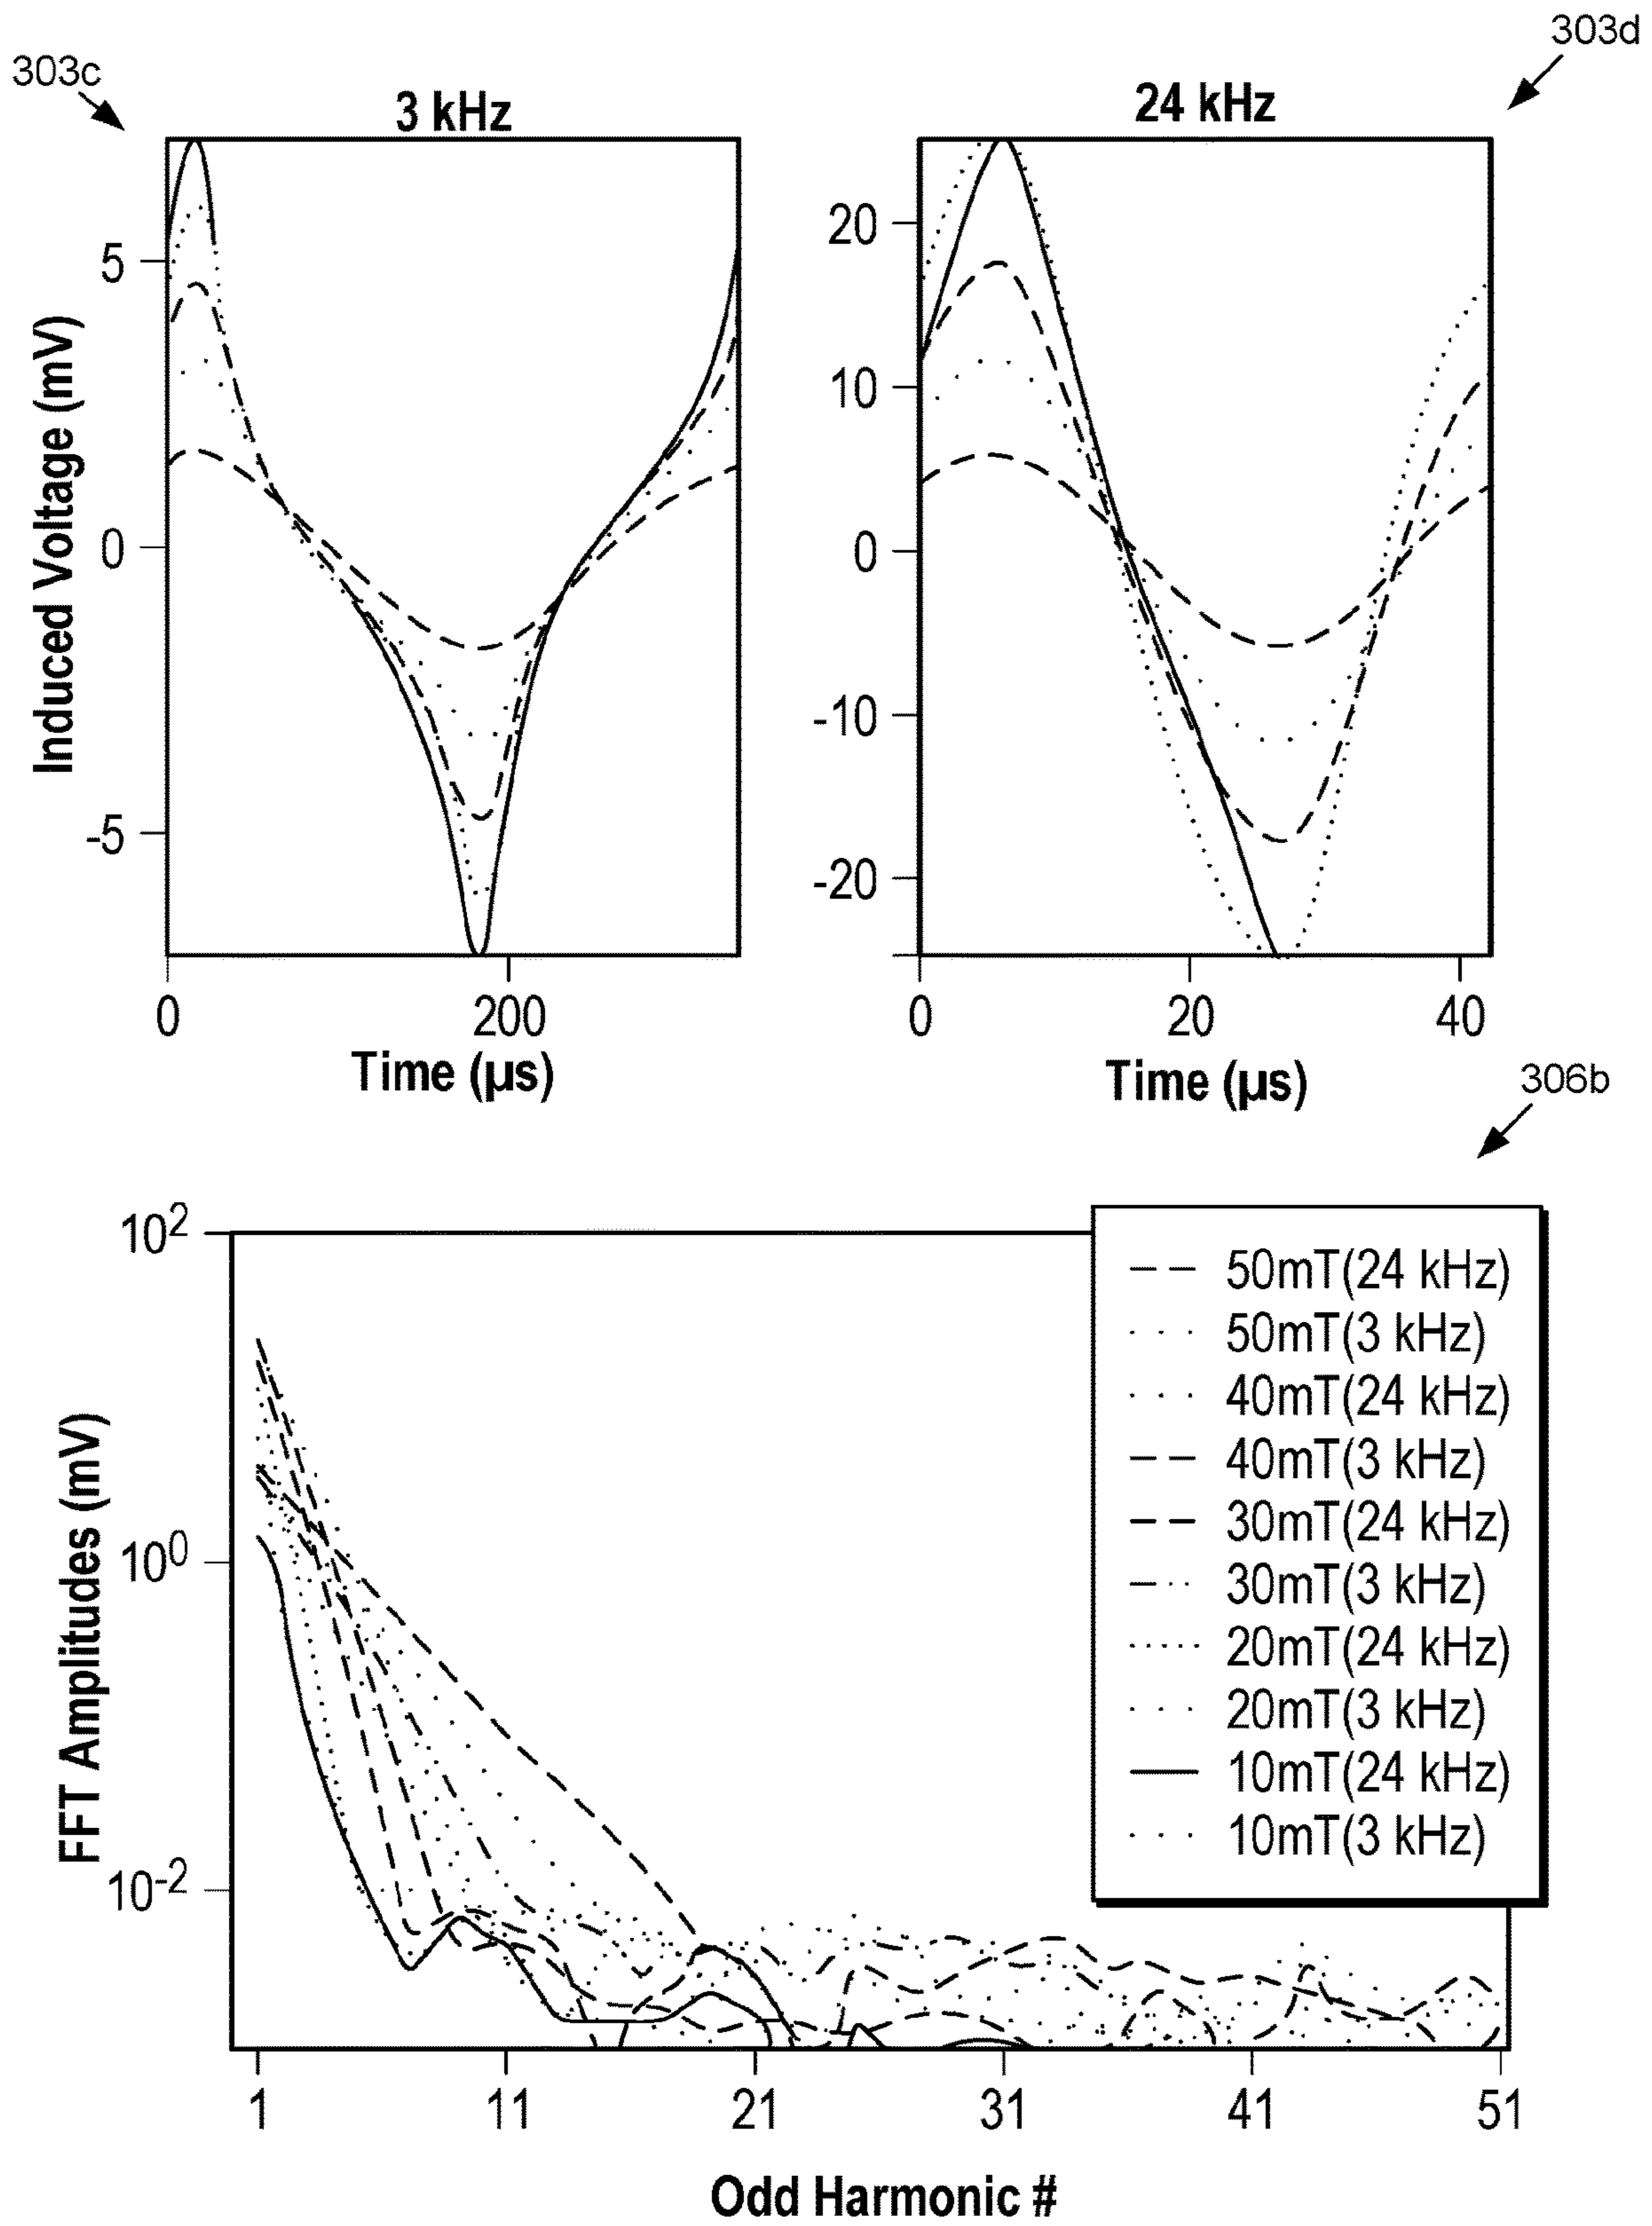 303c
303d
3 kHz
24 kHz
Induced Voltage (mV)
5
0
-5
20
10
0
-10
-20
0
200
0
20
40
Time (µs)
Time (µs)
306b
FFT Amplitudes (mV)
10²
10⁰
10⁻²
50mT(24 kHz)
50mT(3 kHz)
40mT(24 kHz)
40mT(3 kHz)
30mT(24 kHz)
30mT(3 kHz)
20mT(24 kHz)
20mT(3 kHz)
10mT(24 kHz)
10mT(3 kHz)
1
11
21
31
41
51
Odd Harmonic #